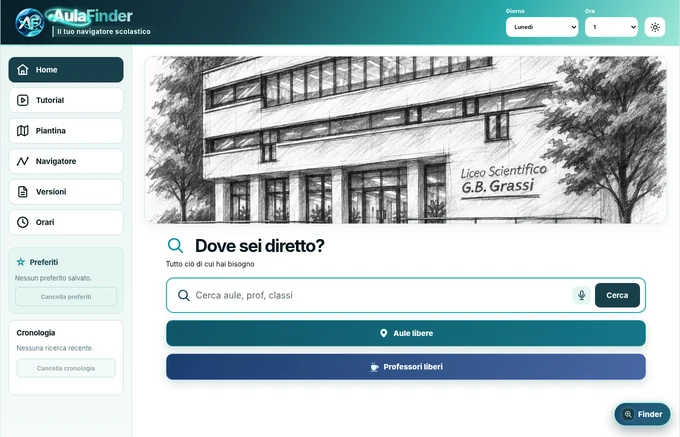 AulaFinder
Il tuo navigatore scolastico
Giorno
Lunedì
Ora
1
Home
Tutorial
Piantina
Navigatore
Versioni
Orari
Preferiti
Nessun preferito salvato.
Cancella preferiti
Cronologia
Nessuna ricerca recente.
Cancella cronologia
Liceo Scientifico
G.B. Grassi
Dove sei diretto?
Tutto ciò di cui hai bisogno
Cerca aule, prof, classi
Cerca
Aule libere
Professori liberi
Finder